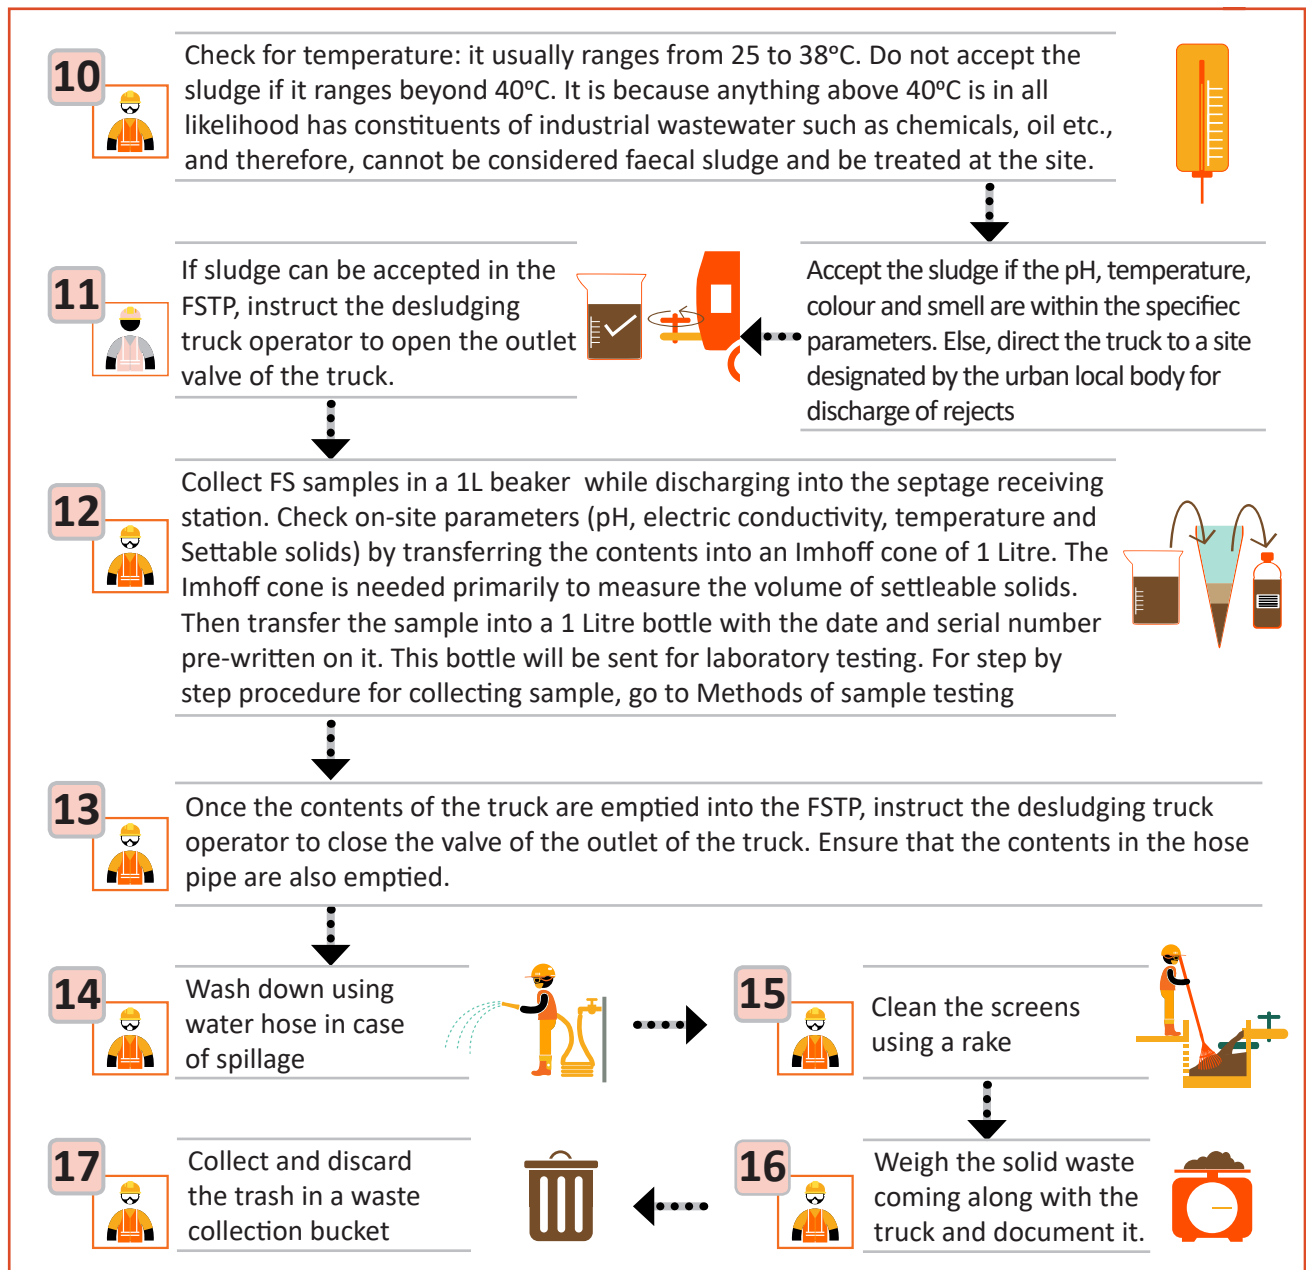 10
Check for temperature: it usually ranges from 25 to 38ºC. Do not accept the
sludge if it ranges beyond 40ºC. It is because anything above 40ºC is in all
likelihood has constituents of industrial wastewater such as chemicals, oil etc.,
and therefore, cannot be considered faecal sludge and be treated at the site.
Accept the sludge if the pH, temperature,
colour and smell are within the specifiec
parameters. Else, direct the truck to a site
designated by the urban local body for
discharge of rejects
11
If sludge can be accepted in the
FSTP, instruct the desludging
truck operator to open the outlet
valve of the truck.
12
Collect FS samples in a 1L beaker while discharging into the septage receiving
station. Check on-site parameters (pH, electric conductivity, temperature and
Settable solids) by transferring the contents into an Imhoff cone of 1 Litre. The
Imhoff cone is needed primarily to measure the volume of settleable solids.
Then transfer the sample into a 1 Litre bottle with the date and serial number
pre-written on it. This bottle will be sent for laboratory testing. For step by
step procedure for collecting sample, go to Methods of sample testing
13
Once the contents of the truck are emptied into the FSTP, instruct the desludging truck
operator to close the valve of the outlet of the truck. Ensure that the contents in the hose
pipe are also emptied.
14
Wash down using
water hose in case
of spillage
15
Clean the screens
using a rake
16
Weigh the solid waste
coming along with the
truck and document it.
17
Collect and discard
the trash in a waste
collection bucket